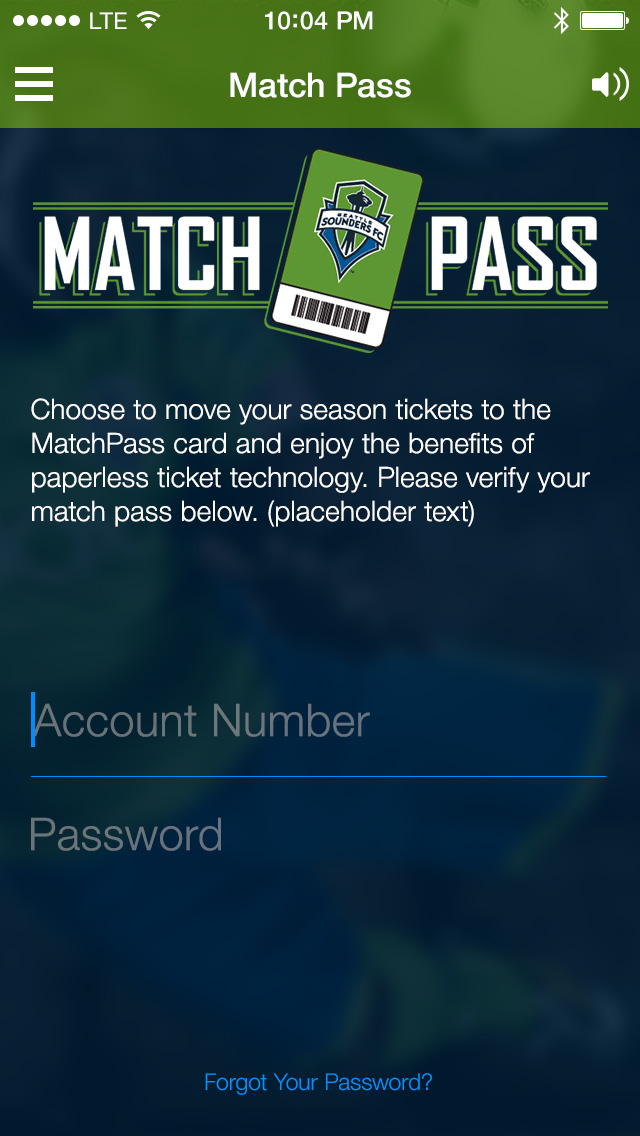 LTE 10:04 PM
Match Pass
MATCH PASS
SEATTLE
SOUNDERS FC
Choose to move your season tickets to the
MatchPass card and enjoy the benefits of
paperless ticket technology. Please verify your
match pass below. (placeholder text)
Account Number
Password
Forgot Your Password?